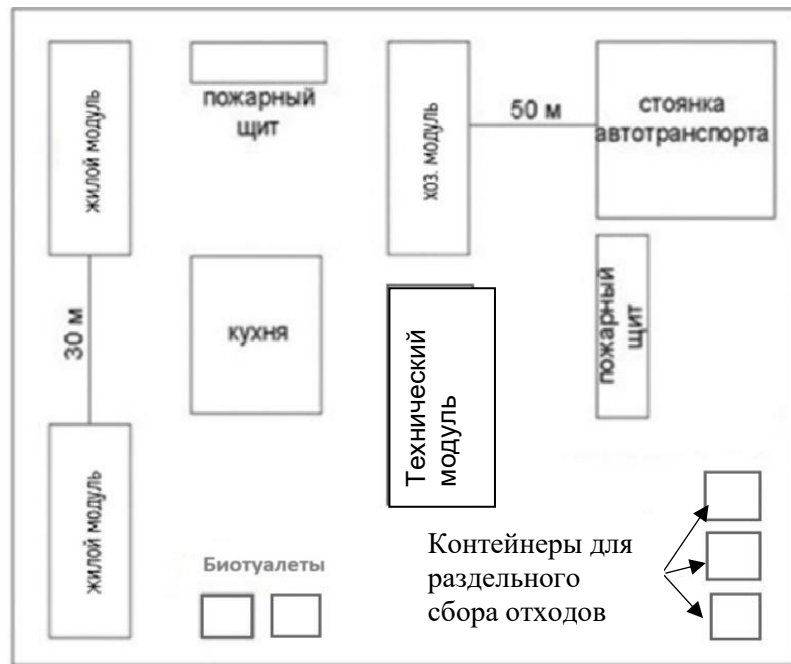 жилой модуль
пожарный
щит
хоз. модуль
50 м
стоянка
автотранспорта
30 м
кухня
Технический
модуль
пожарный
щит
жилой модуль
Биотуалеты
Контейнеры для
раздельного
сбора отходов